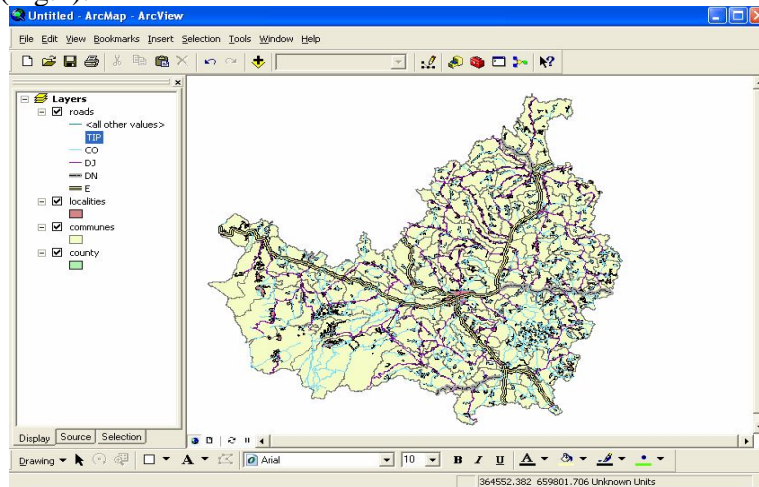 Untitled - ArcMap - ArcView
File Edit View Bookmarks Insert Selection Tools Window Help
Layers
roads
<all other values>
TIP
CO
DJ
DN
E
localities
communes
county
Display Source Selection
Drawing A Arial 10 B I U A
364552.382 659801.706 Unknown Units